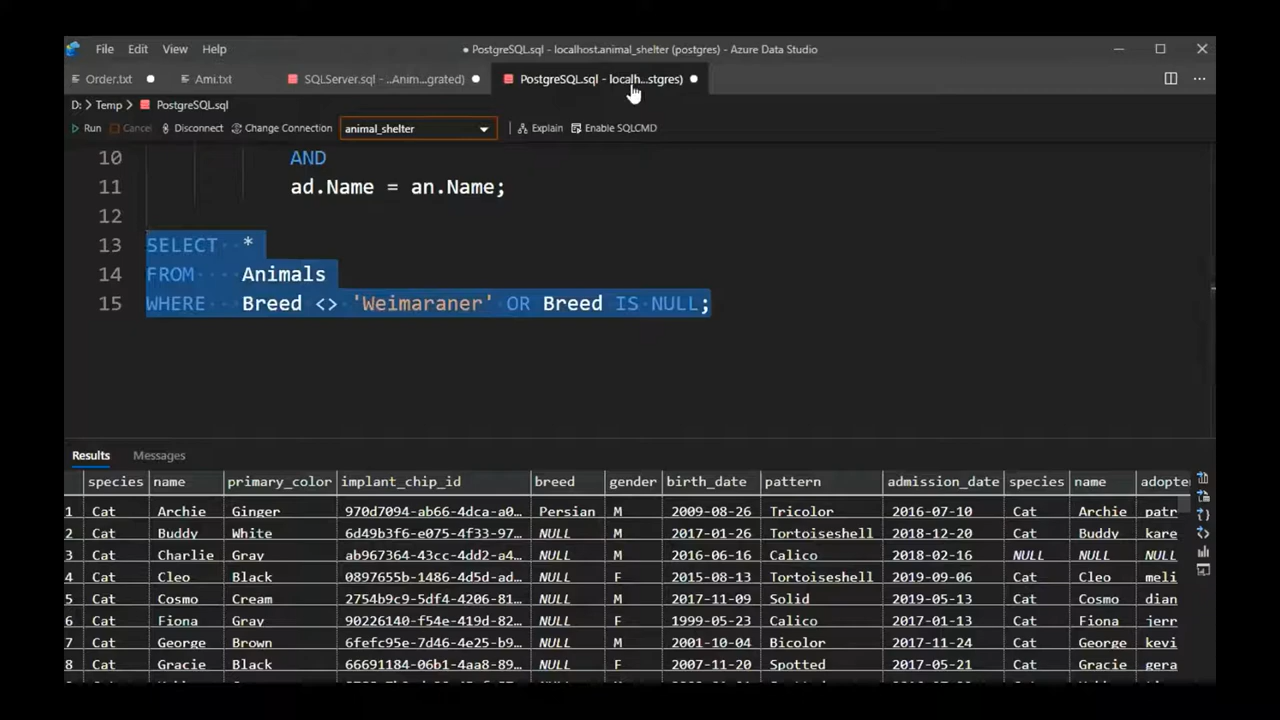 File Edit View Help ● PostgreSQL.sql - localhost.animal_shelter (postgres) - Azure Data Studio
Order.txt ● Ami.txt SQLServer.sql - ..Anim...grated) ● PostgreSQL.sql - localh...stgres) ●
D: > Temp > PostgreSQL.sql
Run Cancel Disconnect Change Connection animal_shelter Explain Enable SQLCMD
10 AND
11 ad.Name = an.Name;
12
13 SELECT *
14 FROM Animals
15 WHERE Breed <> 'Weimaraner' OR Breed IS NULL;
Results Messages
species name primary_color implant_chip_id breed gender birth_date pattern admission_date species name adopte
1 Cat Archie Ginger 970d7094-ab66-4dca-a0… Persian M 2009-08-26 Tricolor 2016-07-10 Cat Archie patr
2 Cat Buddy White 6d49b3f6-e075-4f33-97… NULL M 2017-01-26 Tortoiseshell 2018-12-20 Cat Buddy kare
3 Cat Charlie Gray ab967364-43cc-4dd2-a4… NULL M 2016-06-16 Calico 2018-02-16 NULL NULL NULL
4 Cat Cleo Black 0897655b-1486-4d5d-ad… NULL F 2015-08-13 Tortoiseshell 2019-09-06 Cat Cleo meli
5 Cat Cosmo Cream 2754b9c9-5df4-4206-81… NULL M 2017-11-09 Solid 2019-05-13 Cat Cosmo dian
6 Cat Fiona Gray 90226140-f54e-419d-82… NULL F 1999-05-23 Calico 2017-01-13 Cat Fiona jerr
7 Cat George Brown 6fefc95e-7d46-4e25-b9… NULL M 2001-10-04 Bicolor 2017-11-24 Cat George kevi
8 Cat Gracie Black 66691184-06b1-4aa8-89… NULL F 2007-11-20 Spotted 2017-05-21 Cat Gracie gera